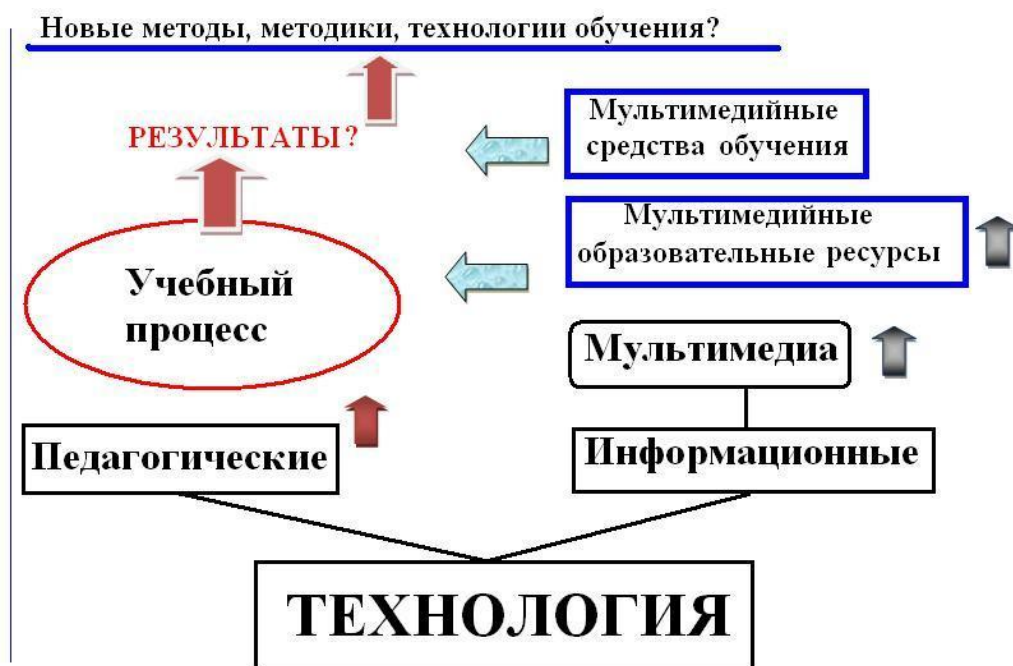 Новые методы, методики, технологии обучения?
РЕЗУЛЬТАТЫ?
Мультимедийные
средства обучения
Мультимедийные
образовательные ресурсы
Учебный
процесс
Мультимедиа
Педагогические
Информационные
ТЕХНОЛОГИЯ